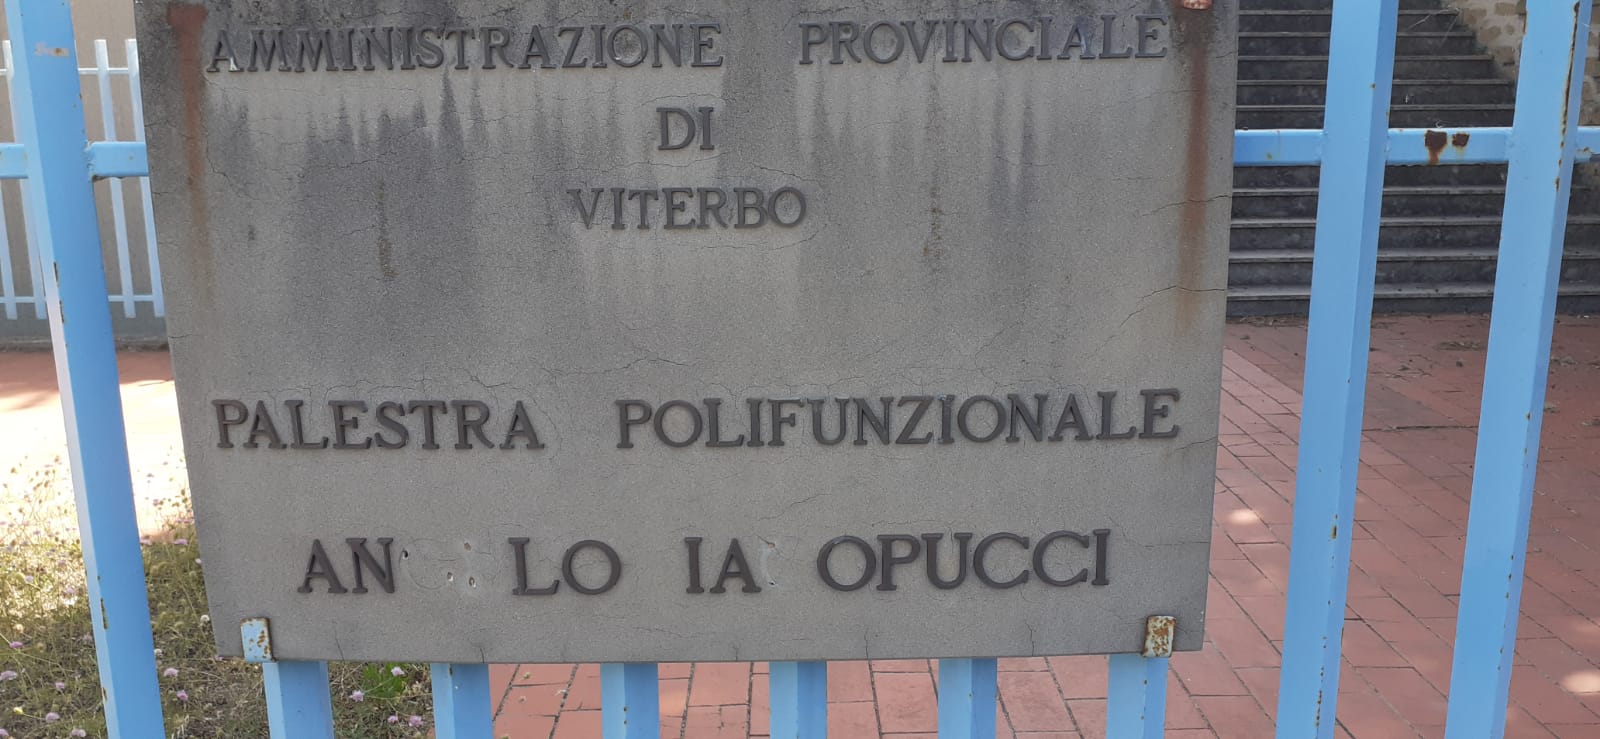 AMMINISTRAZIONE PROVINCIALE
DI
VITERBO
PALESTRA POLIFUNZIONALE
AN LO IA OPUCCI